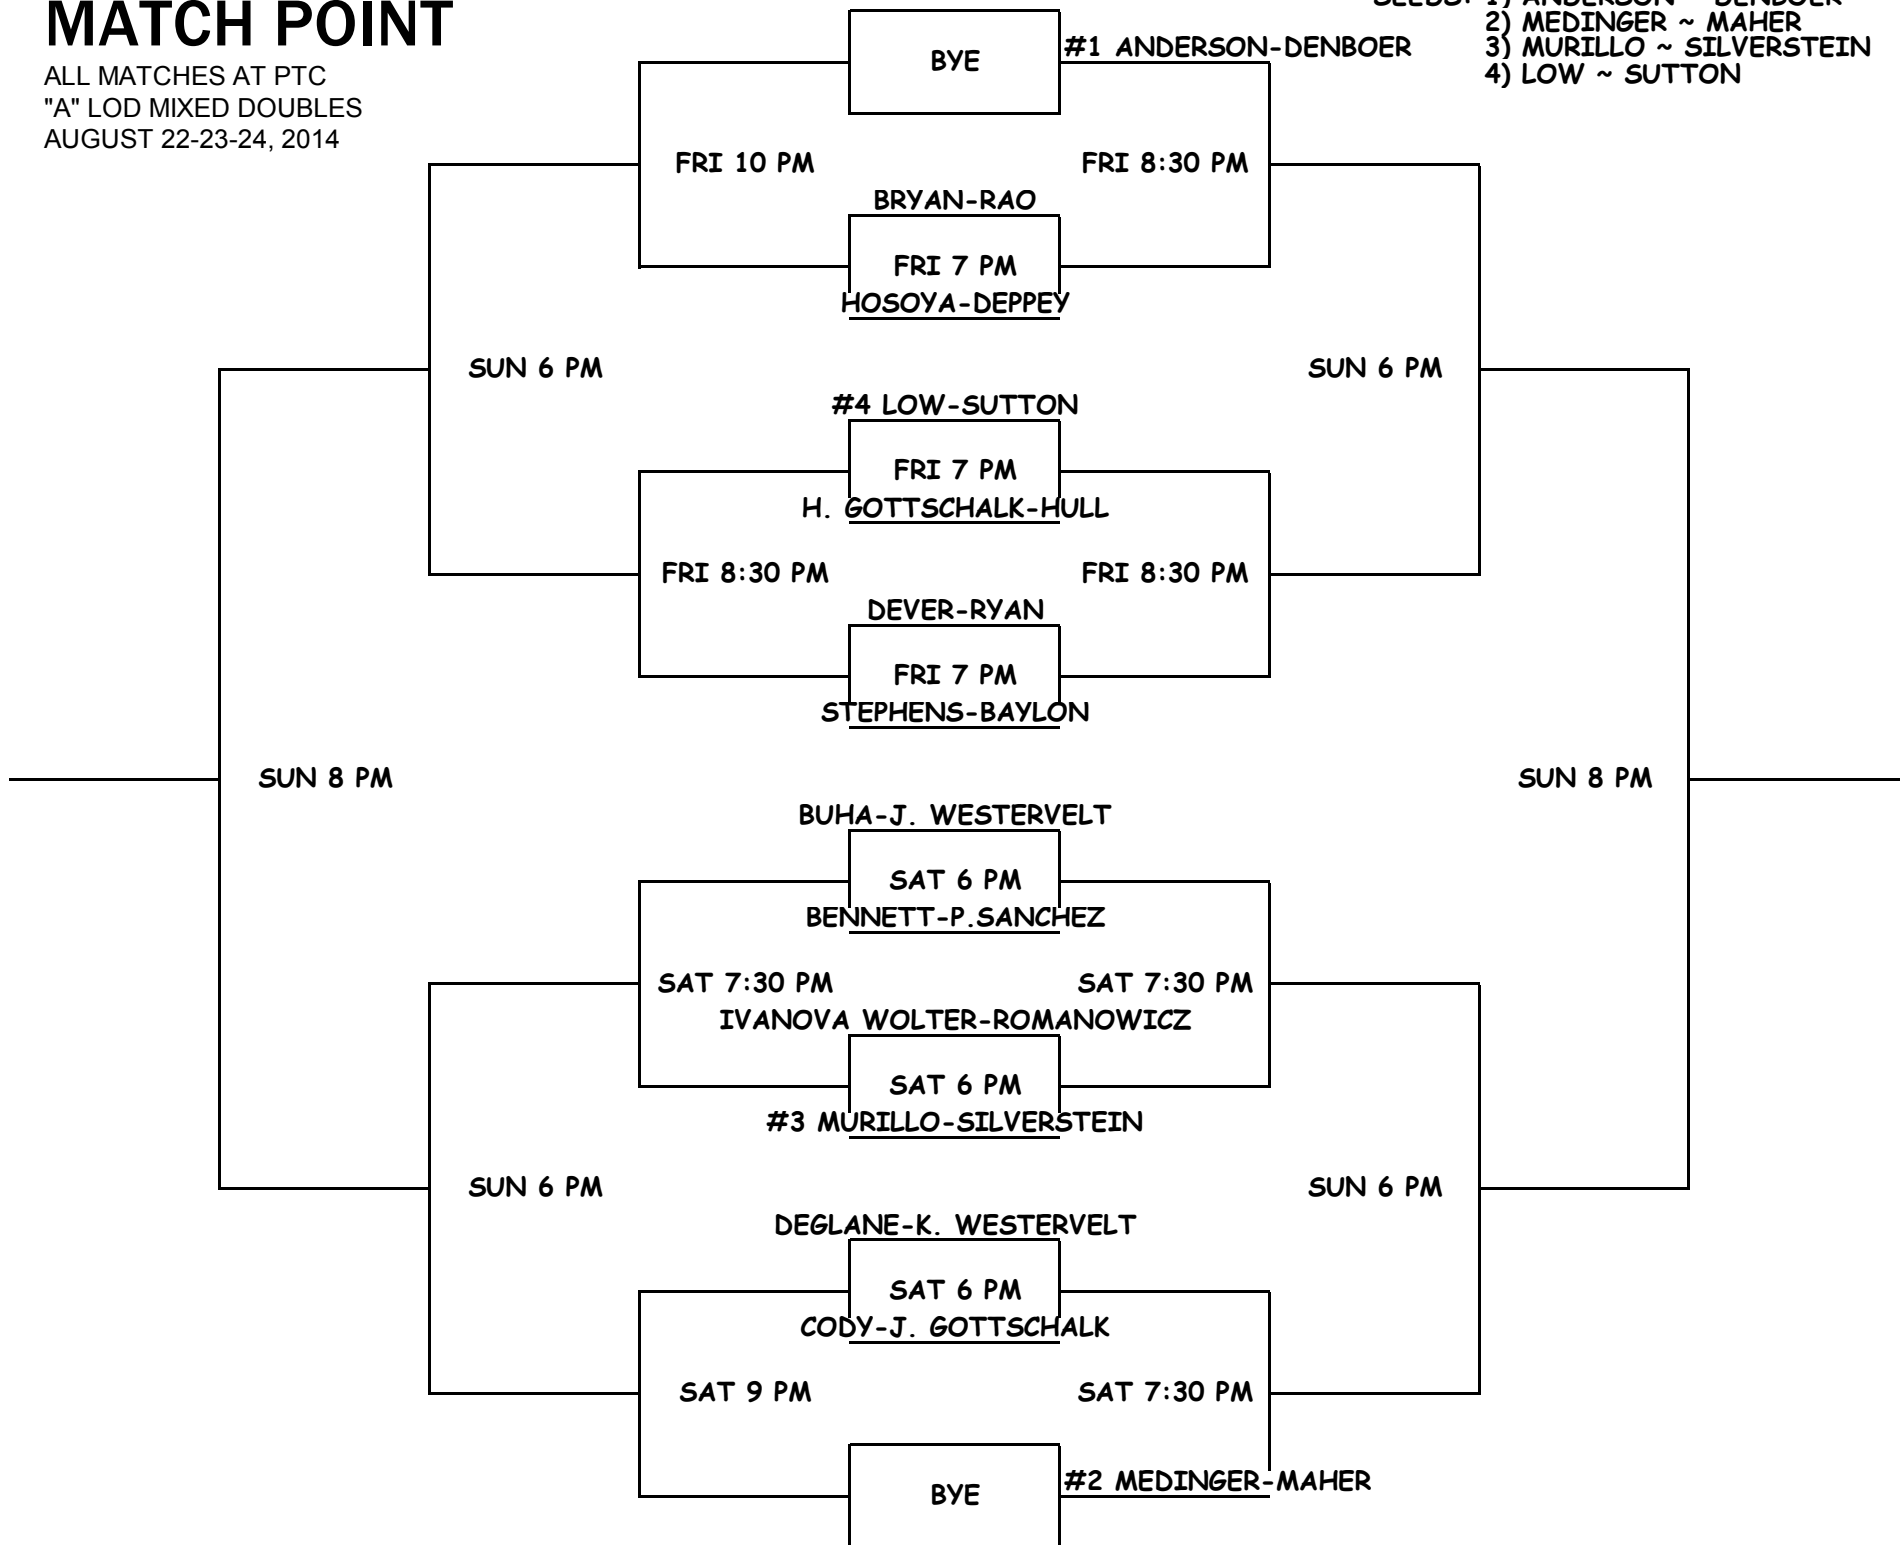 MATCH POINT
SEEDS: 1) ANDERSON ~ DENBOER
2) MEDINGER ~ MAHER
3) MURILLO ~ SILVERSTEIN
4) LOW ~ SUTTON
ALL MATCHES AT PTC
"A" LOD MIXED DOUBLES
AUGUST 22-23-24, 2014
BYE
#1 ANDERSON-DENBOER
FRI 10 PM
FRI 8:30 PM
BRYAN-RAO
FRI 7 PM
HOSOYA-DEPPEY
SUN 6 PM
SUN 6 PM
#4 LOW-SUTTON
FRI 7 PM
H. GOTTSCHALK-HULL
FRI 8:30 PM
FRI 8:30 PM
DEVER-RYAN
FRI 7 PM
STEPHENS-BAYLON
SUN 8 PM
SUN 8 PM
BUHA-J. WESTERVELT
SAT 6 PM
BENNETT-P.SANCHEZ
SAT 7:30 PM
SAT 7:30 PM
IVANOVA WOLTER-ROMANOWICZ
SAT 6 PM
#3 MURILLO-SILVERSTEIN
SUN 6 PM
SUN 6 PM
DEGLANE-K. WESTERVELT
SAT 6 PM
CODY-J. GOTTSCHALK
SAT 9 PM
SAT 7:30 PM
#2 MEDINGER-MAHER
BYE